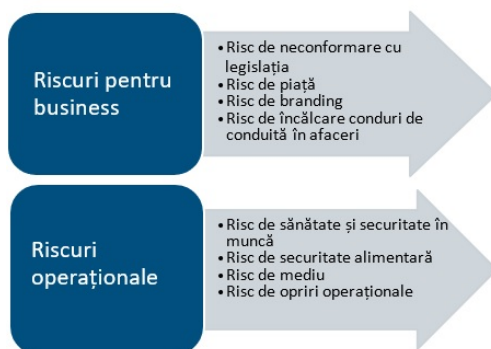 Riscuri pentru
business
• Risc de neconformare cu
legislația
• Risc de piață
• Risc de branding
• Risc de încălcare conduri de
conduită în afaceri
Riscuri
operaționale
• Risc de sănătate și securitate în
muncă
• Risc de securitate alimentară
• Risc de mediu
• Risc de opriri operaționale